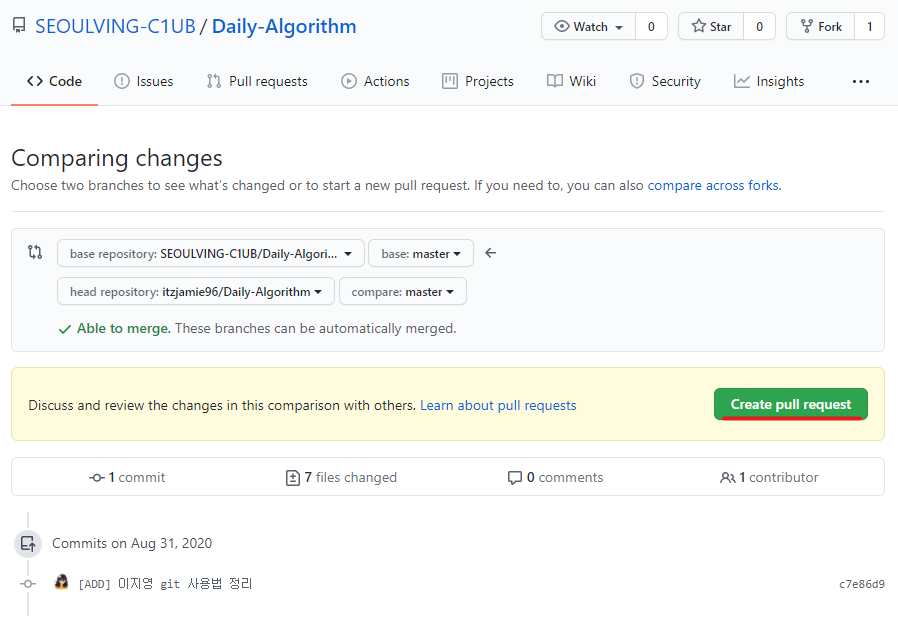 SEOULVING-C1UB / Daily-Algorithm
Watch 0 Star 0 Fork 1
Code Issues Pull requests Actions Projects Wiki Security Insights ...
Comparing changes
Choose two branches to see what's changed or to start a new pull request. If you need to, you can also compare across forks.
base repository: SEOULVING-C1UB/Daily-Algori... base: master
head repository: itzjamie96/Daily-Algorithm compare: master
Able to merge. These branches can be automatically merged.
Discuss and review the changes in this comparison with others. Learn about pull requests
Create pull request
1 commit 7 files changed 0 comments 1 contributor
Commits on Aug 31, 2020
[ADD] 이지영 git 사용법 정리 c7e86d9